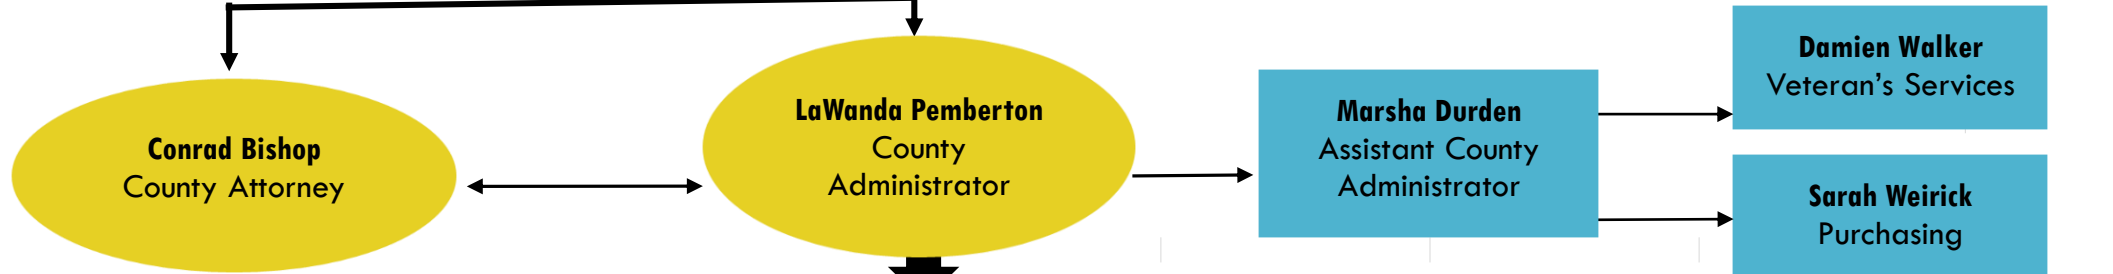 Conrad Bishop
County Attorney
LaWanda Pemberton
County
Administrator
Marsha Durden
Assistant County
Administrator
Damien Walker
Veteran's Services
Sarah Weirick
Purchasing